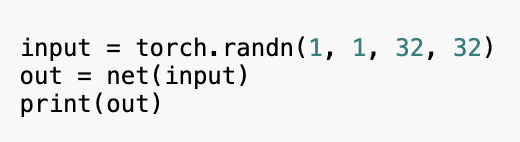 input = torch.randn(1, 1, 32, 32)
out = net(input)
print(out)